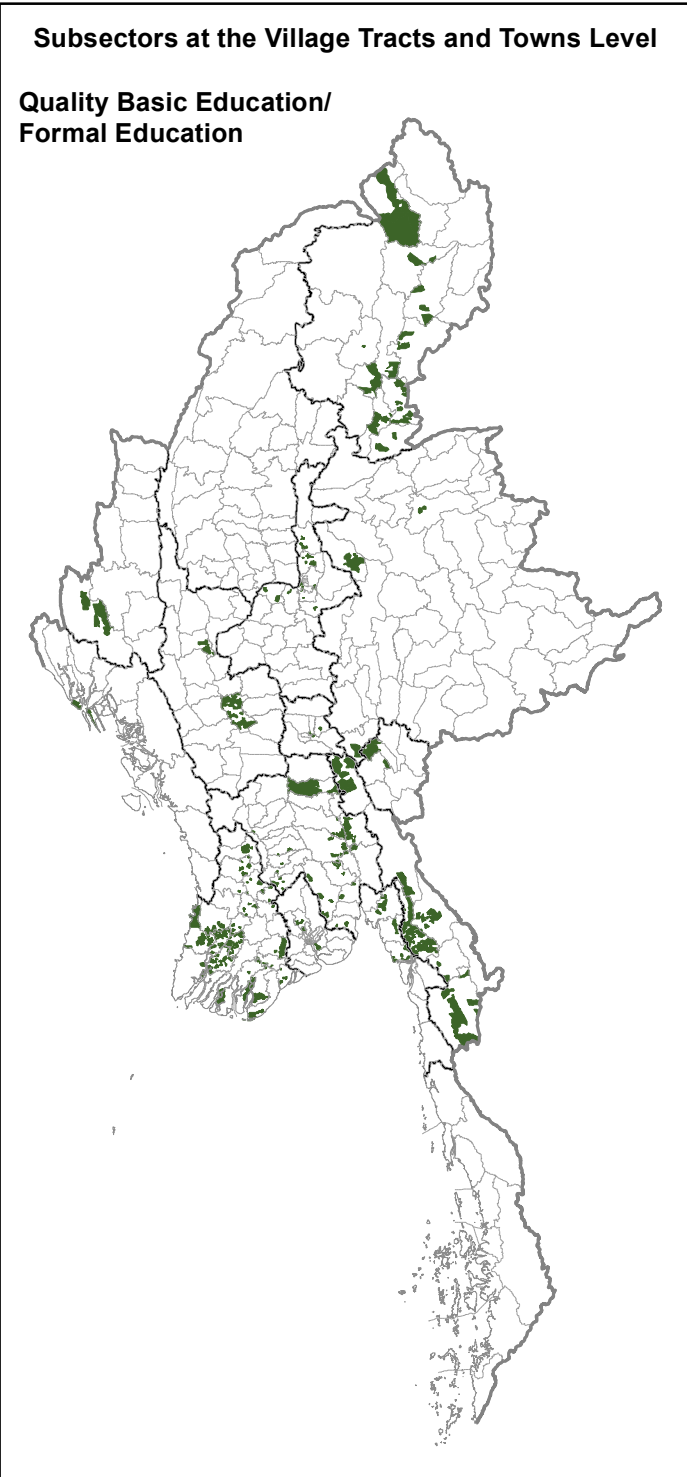 Subsectors at the Village Tracts and Towns Level
Quality Basic Education/
Formal Education